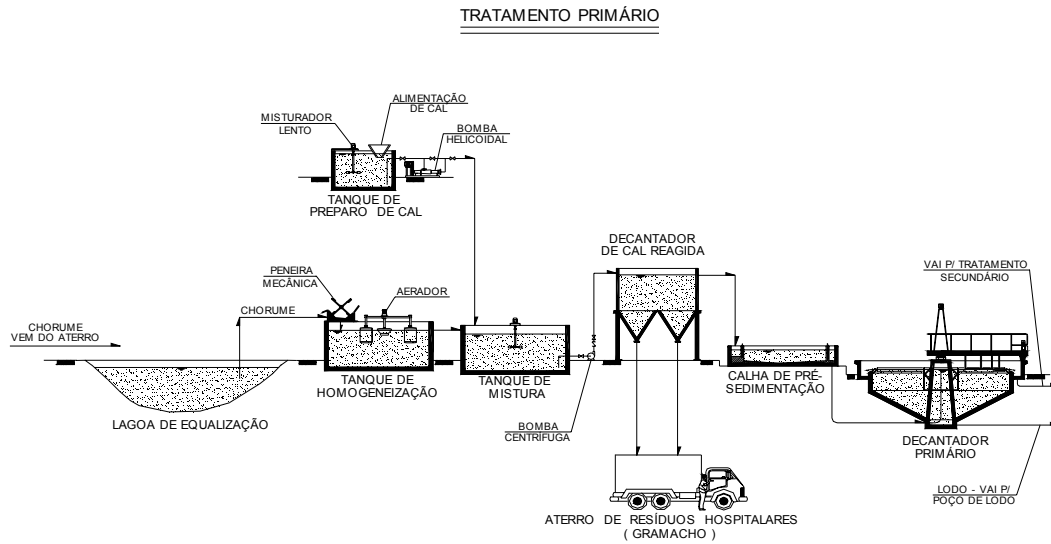 TRATAMENTO PRIMÁRIO
ALIMENTAÇÃO
DE CAL
MISTURADOR
LENTO
BOMBA
HELICOIDAL
TANQUE DE
PREPARO DE CAL
DECANTADOR
DE CAL REAGIDA
VAI P/ TRATAMENTO
SECUNDÁRIO
PENEIRA
MECÂNICA
AERADOR
CHORUME
CHORUME
VEM DO ATERRO
TANQUE DE
HOMOGENEIZAÇÃO
TANQUE DE
MISTURA
CALHA DE PRÉ-
SEDIMENTAÇÃO
LAGOA DE EQUALIZAÇÃO
BOMBA
CENTRÍFUGA
DECANTADOR
PRIMÁRIO
LODO - VAI P/
POÇO DE LODO
ATERRO DE RESÍDUOS HOSPITALARES
( GRAMACHO )